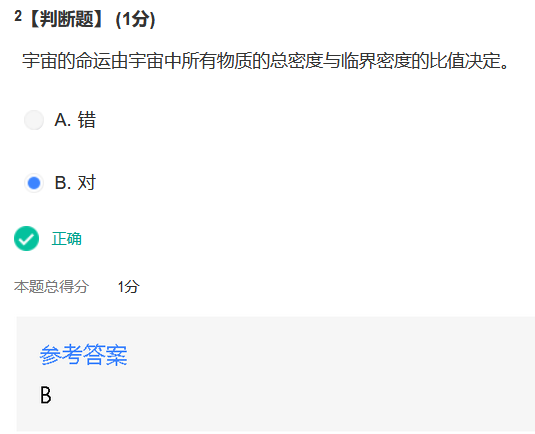 2【判断题】 (1分)
宇宙的命运由宇宙中所有物质的总密度与临界密度的比值决定。
A. 错
B. 对
正确
本题总得分 1分
参考答案
B